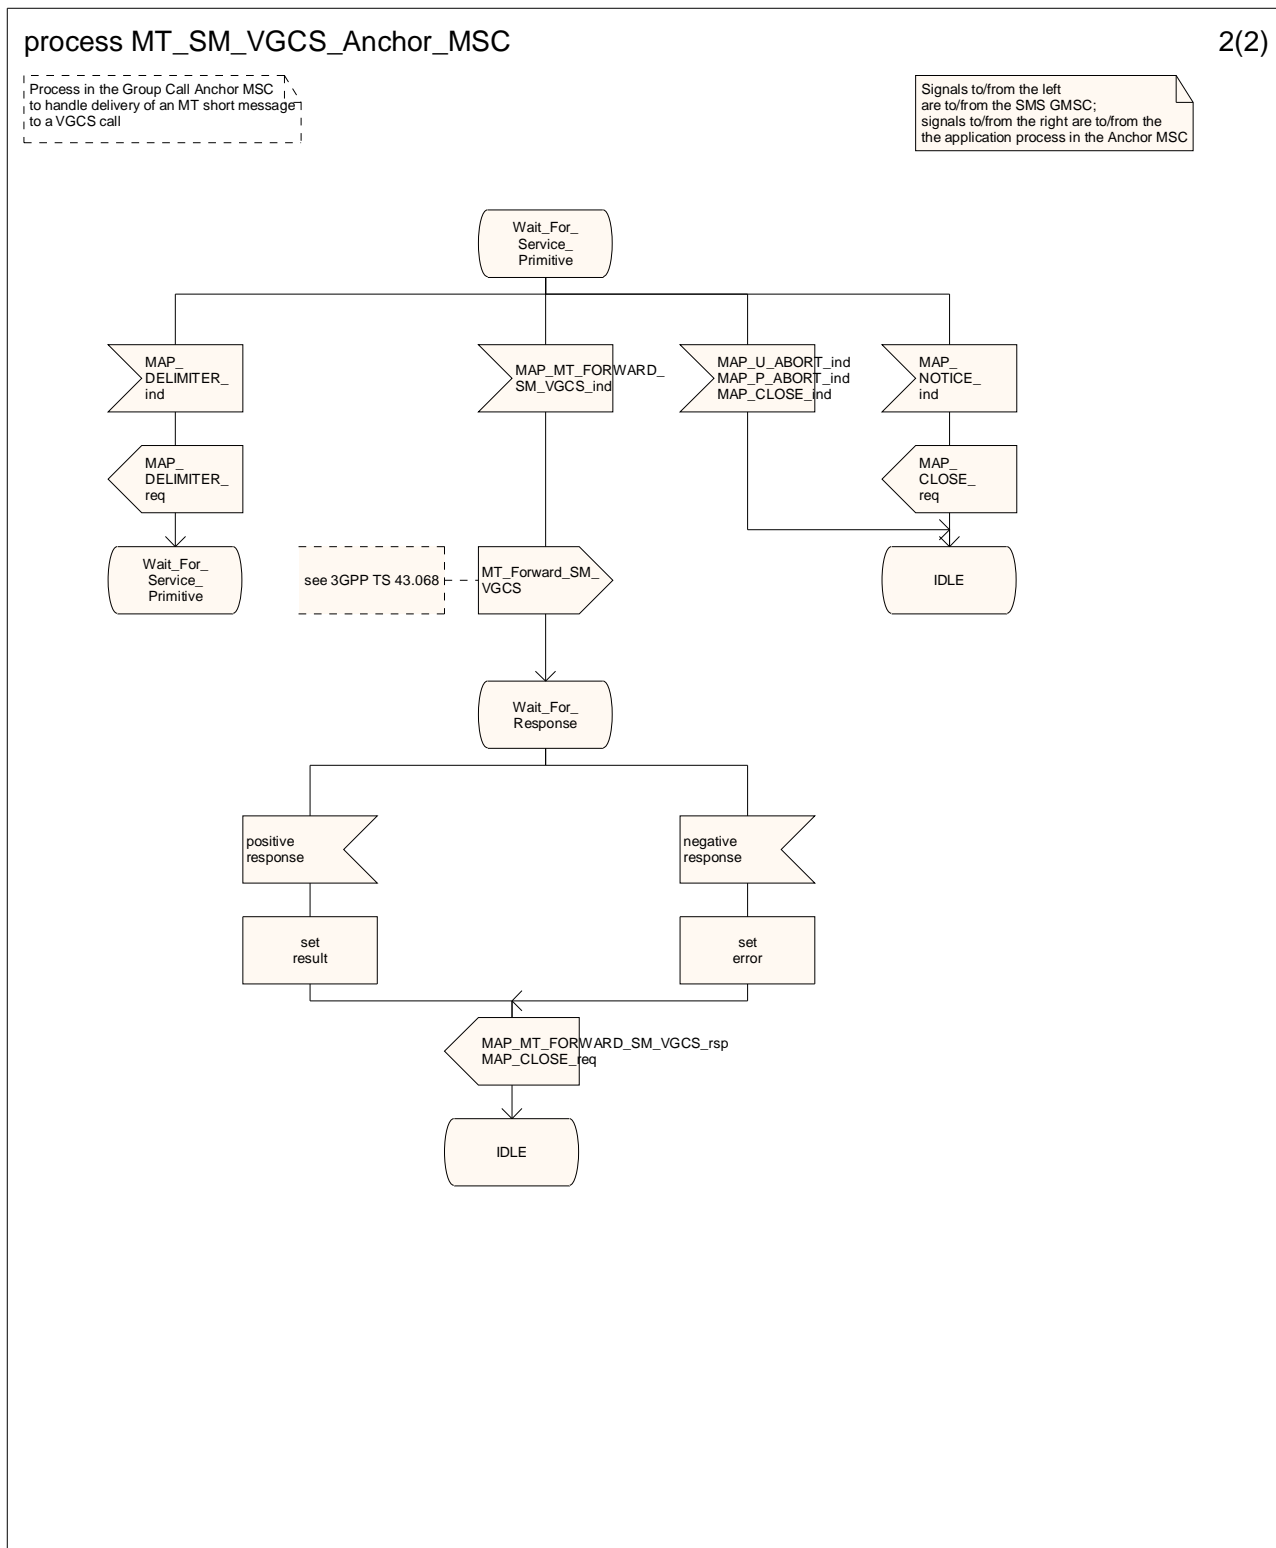 process MT_SM_VGCS_Anchor_MSC
2(2)
Process in the Group Call Anchor MSC
to handle delivery of an MT short message
to a VGCS call
Signals to/from the left
are to/from the SMS GMSC;
signals to/from the right are to/from the
the application process in the Anchor MSC
Wait_For_
Service_
Primitive
MAP_
DELIMITER_
ind
MAP_MT_FORWARD_
SM_VGCS_ind
MAP_U_ABORT_ind
MAP_P_ABORT_ind
MAP_CLOSE_ind
MAP_
NOTICE_
ind
MAP_
DELIMITER_
req
MAP_
CLOSE_
req
Wait_For_
Service_
Primitive
see 3GPP TS 43.068
MT_Forward_SM_
VGCS
IDLE
Wait_For_
Response
positive
response
negative
response
set
result
set
error
MAP_MT_FORWARD_SM_VGCS_rsp
MAP_CLOSE_req
IDLE